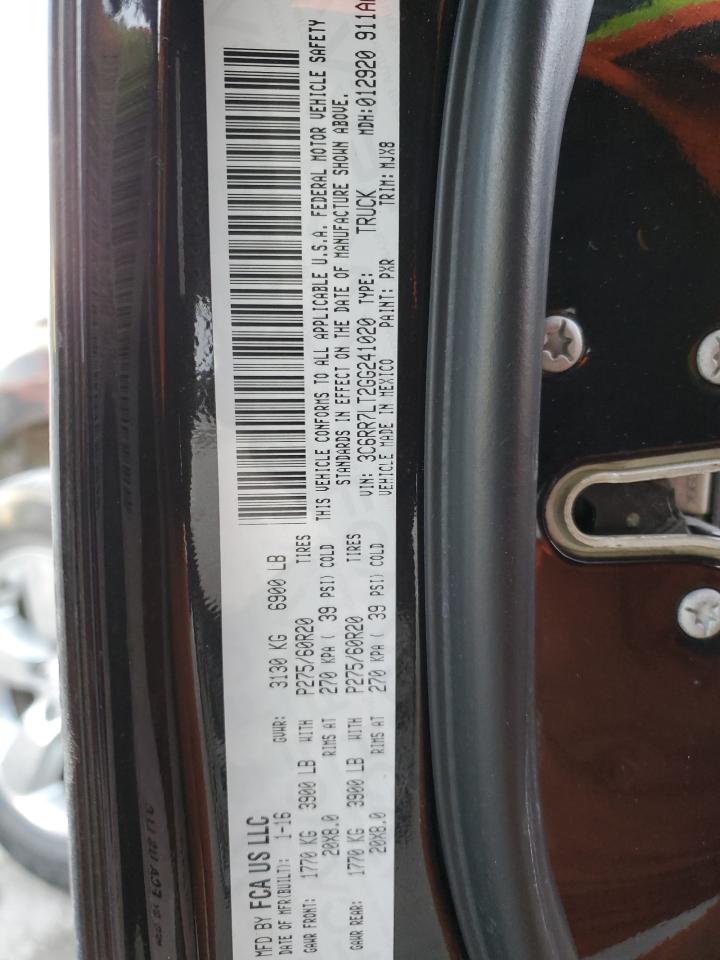 MFD BY FCA US LLC
DATE OF MFR(BUILT): 1-16 GVWR: 3130 KG 6900 LB
GAWR FRONT: 1770 KG 3900 LB WITH P275/60R20 TIRES
20X8.0 RIMS AT 270 KPA ( 39 PSI) COLD
GAWR REAR: 1770 KG 3900 LB WITH P275/60R20 TIRES
20X8.0 RIMS AT 270 KPA ( 39 PSI) COLD
THIS VEHICLE CONFORMS TO ALL APPLICABLE U.S.A. FEDERAL MOTOR VEHICLE SAFETY
STANDARDS IN EFFECT ON THE DATE OF MANUFACTURE SHOWN ABOVE.
VIN: 3C6RR7LT2GG241020 TYPE: TRUCK MDH:012920 911A
VEHICLE MADE IN MEXICO PAINT: PXR TRIM: MJX8